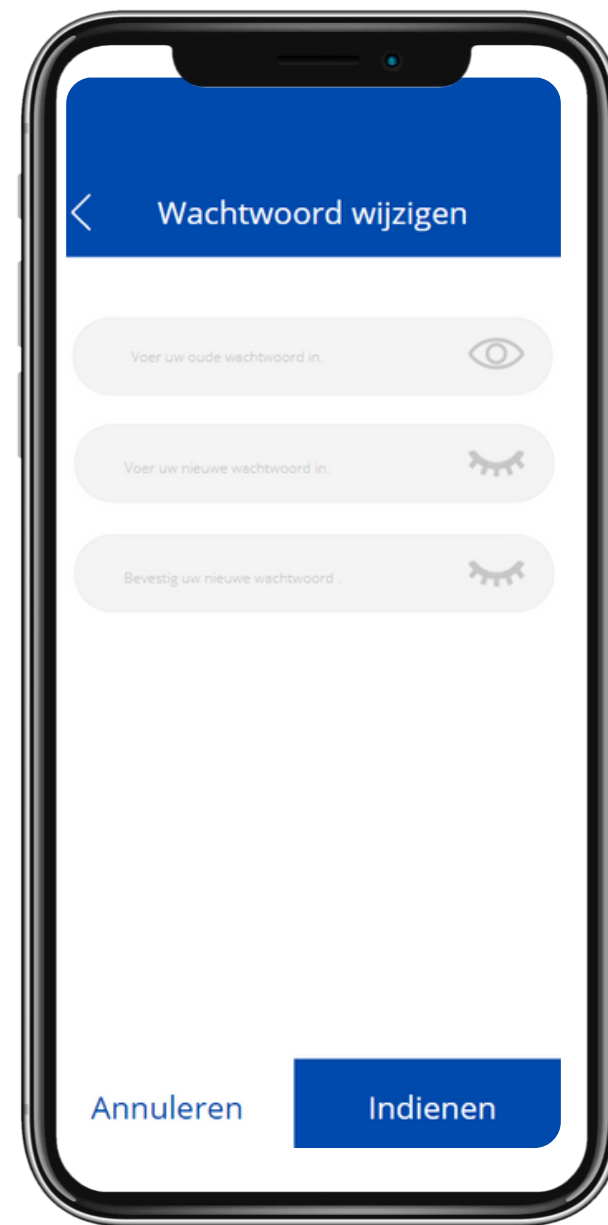 Wachtwoord wijzigen
Voer uw oude wachtwoord in.
Voer uw nieuwe wachtwoord in.
Bevestig uw nieuwe wachtwoord .
Annuleren
Indienen